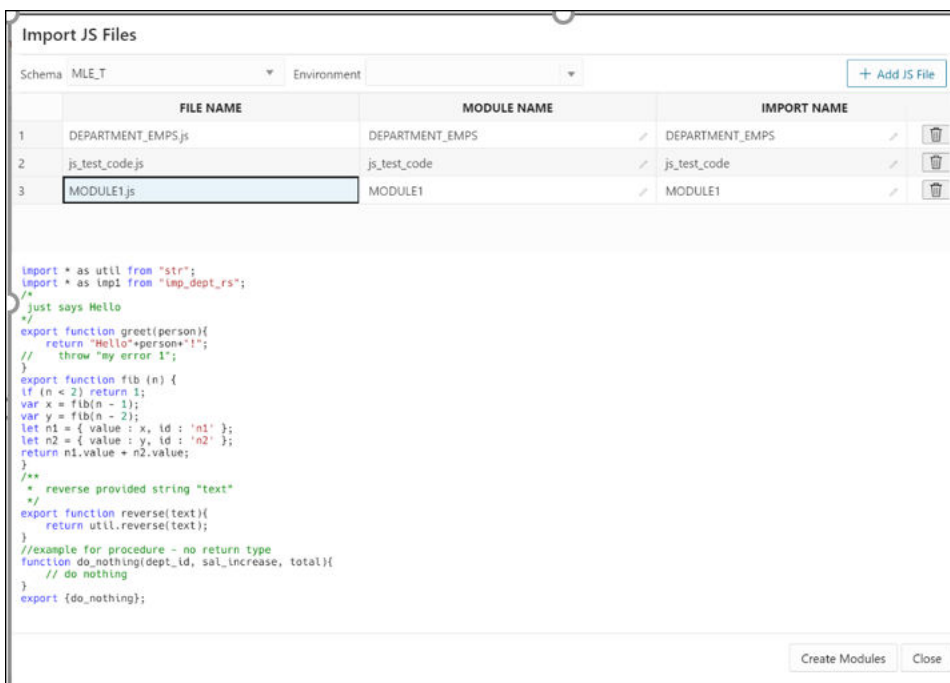 Import JS Files
Schema MLE_T Environment + Add JS File
FILE NAME MODULE NAME IMPORT NAME
1 DEPARTMENT_EMPS.js DEPARTMENT_EMPS DEPARTMENT_EMPS
2 js_test_code.js js_test_code js_test_code
3 MODULE1.js MODULE1 MODULE1
import * as util from "str";
import * as imp1 from "imp_dept_rs";
/*
just says Hello
*/
export function greet(person){
return "Hello"+person+"!";
// throw "my error 1";
}
export function fib (n) {
if (n < 2) return 1;
var x = fib(n - 1);
var y = fib(n - 2);
let n1 = { value : x, id : 'n1' };
let n2 = { value : y, id : 'n2' };
return n1.value + n2.value;
}
/**
* reverse provided string "text"
*/
export function reverse(text){
return util.reverse(text);
}
//example for procedure - no return type
function do_nothing(dept_id, sal_increase, total){
// do nothing
}
export {do_nothing};
Create Modules Close